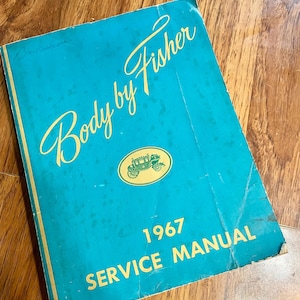 Body by Fisher
1967
SERVICE MANUAL